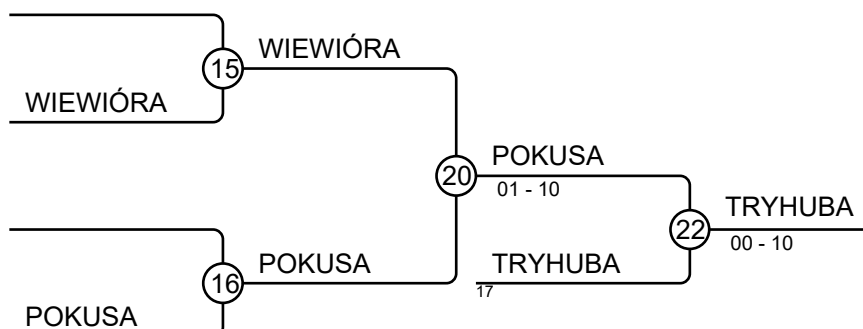 WIEWIÓRA
15
WIEWIÓRA
POKUSA
20
01 - 10
TRYHUBA
22
00 - 10
POKUSA
TRYHUBA
16
17
POKUSA